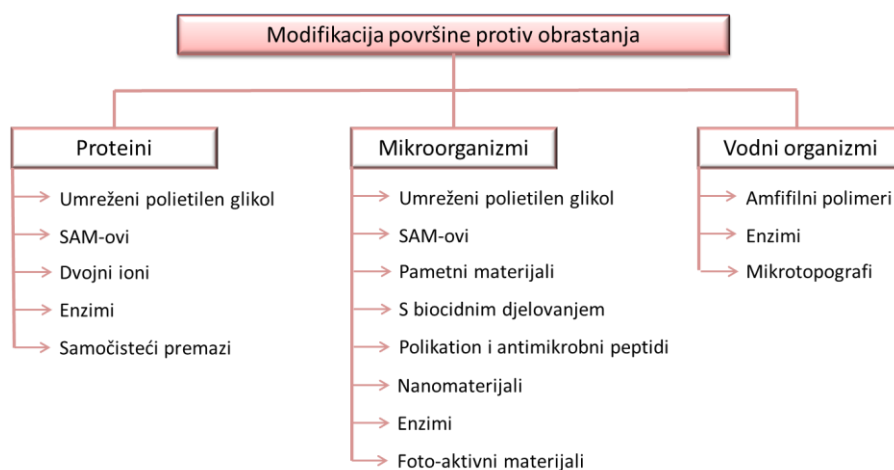 Modifikacija površine protiv obrastanja
Proteini
Umreženi polietilen glikol
SAM-ovi
Dvojni ioni
Enzimi
Samočisteći premazi
Mikroorganizmi
Umreženi polietilen glikol
SAM-ovi
Pametni materijali
S biocidnim djelovanjem
Polikation i antimikrobni peptidi
Nanomaterijali
Enzimi
Foto-aktivni materijali
Vodni organizmi
Amfifilni polimeri
Enzimi
Mikrotopografi